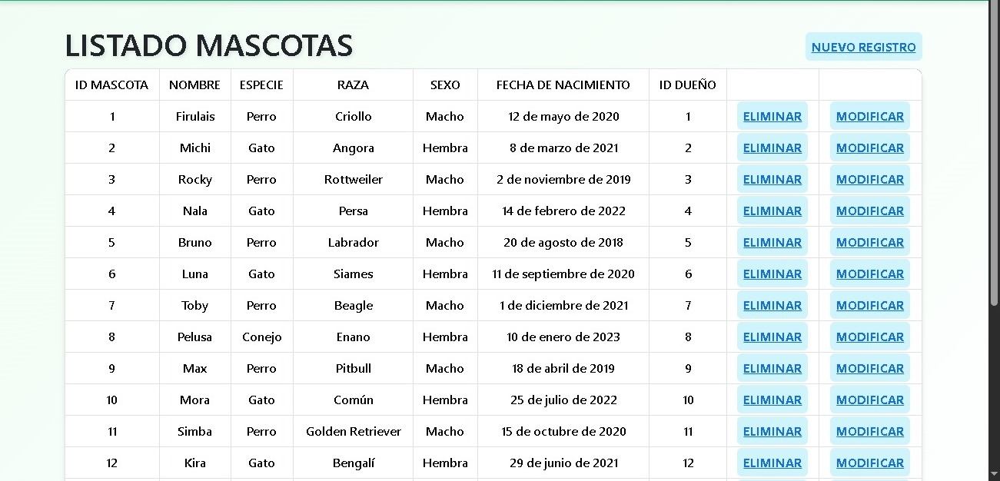 LISTADO MASCOTAS
NUEVO REGISTRO
ID MASCOTA NOMBRE ESPECIE RAZA SEXO FECHA DE NACIMIENTO ID DUEÑO
1 Firulais Perro Criollo Macho 12 de mayo de 2020 1 ELIMINAR MODIFICAR
2 Michi Gato Angora Hembra 8 de marzo de 2021 2 ELIMINAR MODIFICAR
3 Rocky Perro Rottweiler Macho 2 de noviembre de 2019 3 ELIMINAR MODIFICAR
4 Nala Gato Persa Hembra 14 de febrero de 2022 4 ELIMINAR MODIFICAR
5 Bruno Perro Labrador Macho 20 de agosto de 2018 5 ELIMINAR MODIFICAR
6 Luna Gato Siames Hembra 11 de septiembre de 2020 6 ELIMINAR MODIFICAR
7 Toby Perro Beagle Macho 1 de diciembre de 2021 7 ELIMINAR MODIFICAR
8 Pelusa Conejo Enano Hembra 10 de enero de 2023 8 ELIMINAR MODIFICAR
9 Max Perro Pitbull Macho 18 de abril de 2019 9 ELIMINAR MODIFICAR
10 Mora Gato Común Hembra 25 de julio de 2022 10 ELIMINAR MODIFICAR
11 Simba Perro Golden Retriever Macho 15 de octubre de 2020 11 ELIMINAR MODIFICAR
12 Kira Gato Bengalí Hembra 29 de junio de 2021 12 ELIMINAR MODIFICAR